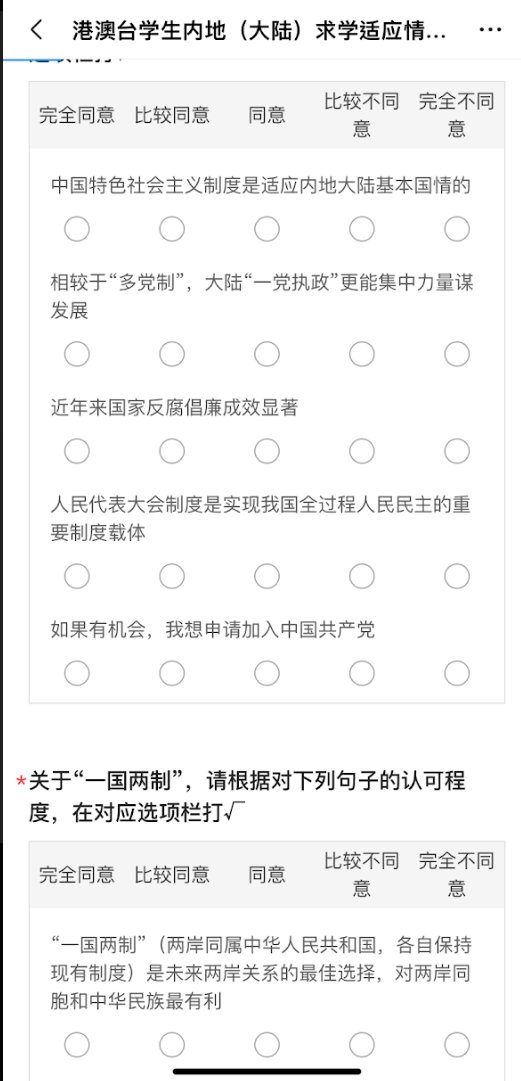 港澳台学生内地（大陆）求学适应情...
完全同意 比较同意 同意 比较不同意 完全不同意
中国特色社会主义制度是适应内地大陆基本国情的
相较于“多党制”，大陆“一党执政”更能集中力量谋
发展
近年来国家反腐倡廉成效显著
人民代表大会制度是实现我国全过程人民民主的重
要制度载体
如果有机会，我想申请加入中国共产党
*关于“一国两制”，请根据对下列句子的认可程
度，在对应选项栏打√
完全同意 比较同意 同意 比较不同意 完全不同意
“一国两制”（两岸同属中华人民共和国，各自保持
现有制度）是未来两岸关系的最佳选择，对两岸同
胞和中华民族最有利